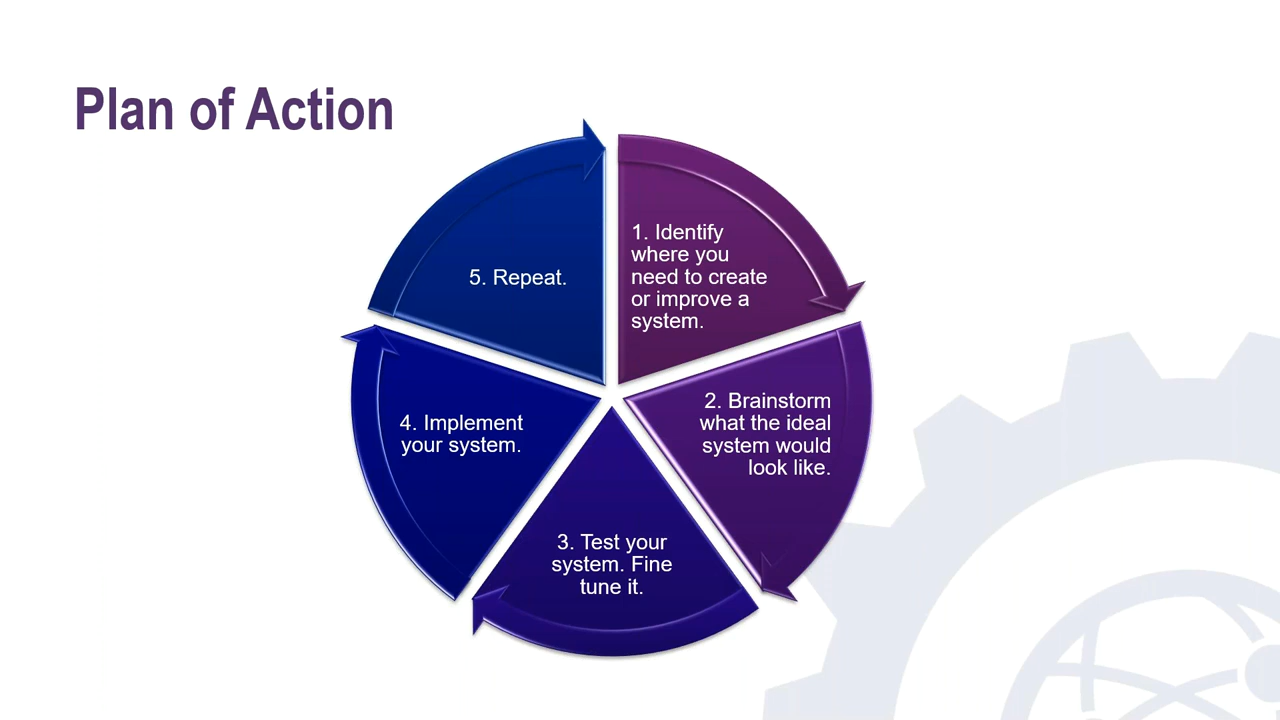 Plan of Action
1. Identify
where you
need to create
or improve a
system.
2. Brainstorm
what the ideal
system would
look like.
3. Test your
system. Fine
tune it.
4. Implement
your system.
5. Repeat.